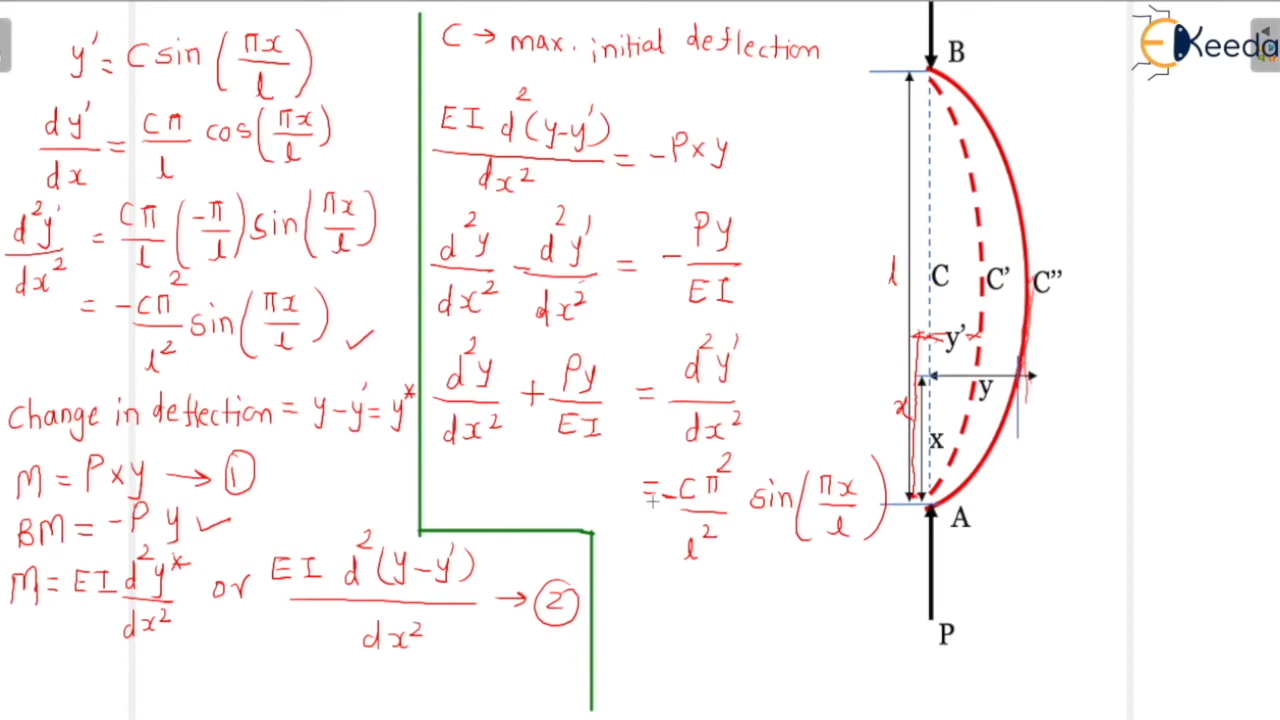 y' = C sin (πx/l)
dy'/dx = Cπ/l cos(πx/l)
d²y'/dx² = Cπ/l (-π/l) sin(πx/l)
= -Cπ²/l² sin(πx/l) ✓
Change in deflection = y-y' = y*
M = P×y → ①
BM = -P y ✓
M = EI d²y*/dx² or EI d²(y-y')/dx² → ②
C → max. initial deflection
EI d²(y-y')/dx² = -P×y
d²y/dx² - d²y'/dx² = - Py/EI
d²y/dx² + Py/EI = d²y'/dx²
= -Cπ²/l² sin(πx/l)
B
l
C
C'
C”
y'
y
x
x
A
P
EKeeda